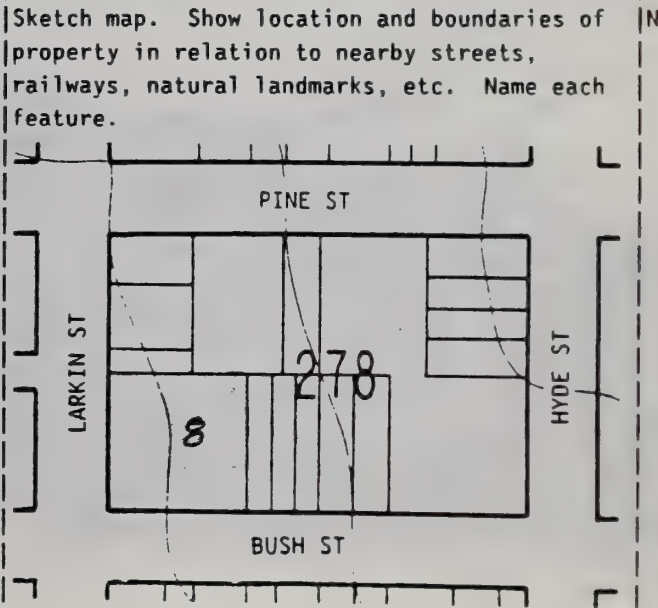 Sketch map. Show location and boundaries of
property in relation to nearby streets,
railways, natural landmarks, etc. Name each
feature.
N
PINE ST
LARKIN ST
HYDE ST
278
8
BUSH ST